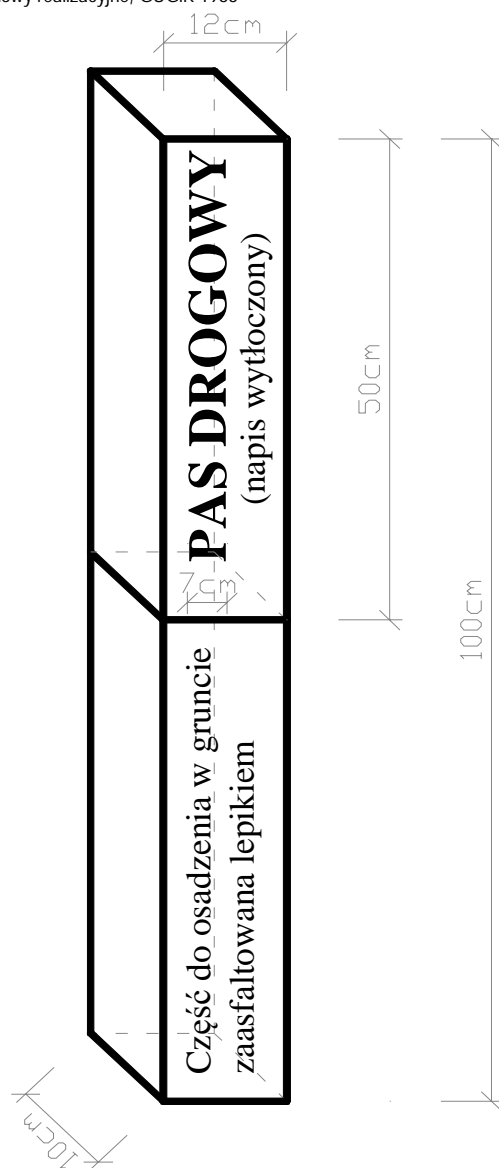 12cm
PAS DROGOWY
(napis wytłoczony)
50cm
7cm
100cm
Część do osadzenia w gruncie
zaasfaltowana lepikiem
10cm